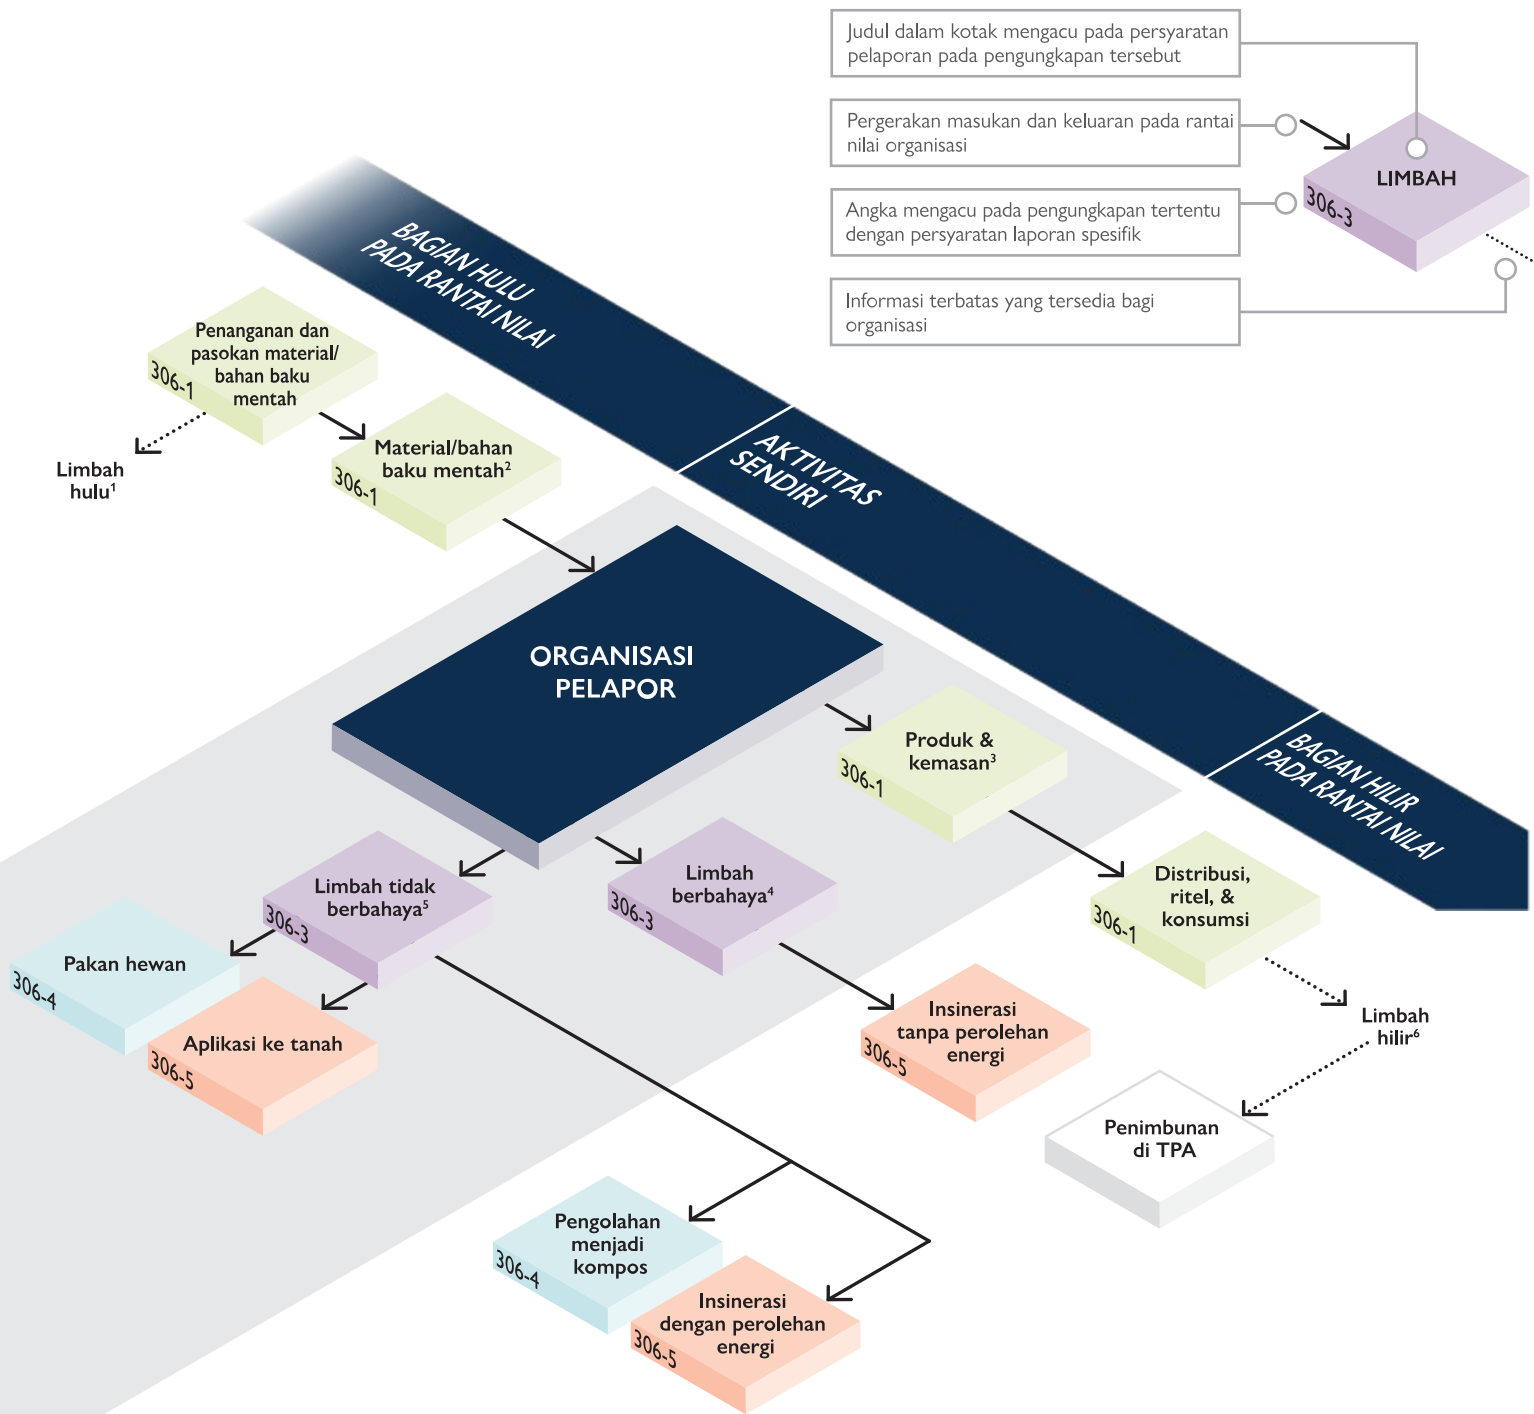 Judul dalam kotak mengacu pada persyaratan
pelaporan pada pengungkapan tersebut
Pergerakan masukan dan keluaran pada rantai
nilai organisasi
Angka mengacu pada pengungkapan tertentu
dengan persyaratan laporan spesifik
Informasi terbatas yang tersedia bagi
organisasi
LIMBAH
306-3
BAGIAN HULU
PADA RANTAI NILAI
AKTIVITAS
SENDIRI
BAGIAN HILIR
PADA RANTAI NILAI
Penanganan dan
pasokan material/
bahan baku
mentah
306-1
Limbah
hulu¹
Material/bahan
baku mentah²
306-1
ORGANISASI
PELAPOR
Produk &
kemasan³
306-1
Limbah tidak
berbahaya⁵
306-3
Limbah
berbahaya⁴
306-3
Distribusi,
ritel, &
konsumsi
306-1
Pakan hewan
306-4
Aplikasi ke tanah
306-5
Insinerasi
tanpa perolehan
energi
306-5
Limbah
hilir⁶
Penimbunan
di TPA
Pengolahan
menjadi
kompos
306-4
Insinerasi
dengan perolehan
energi
306-5